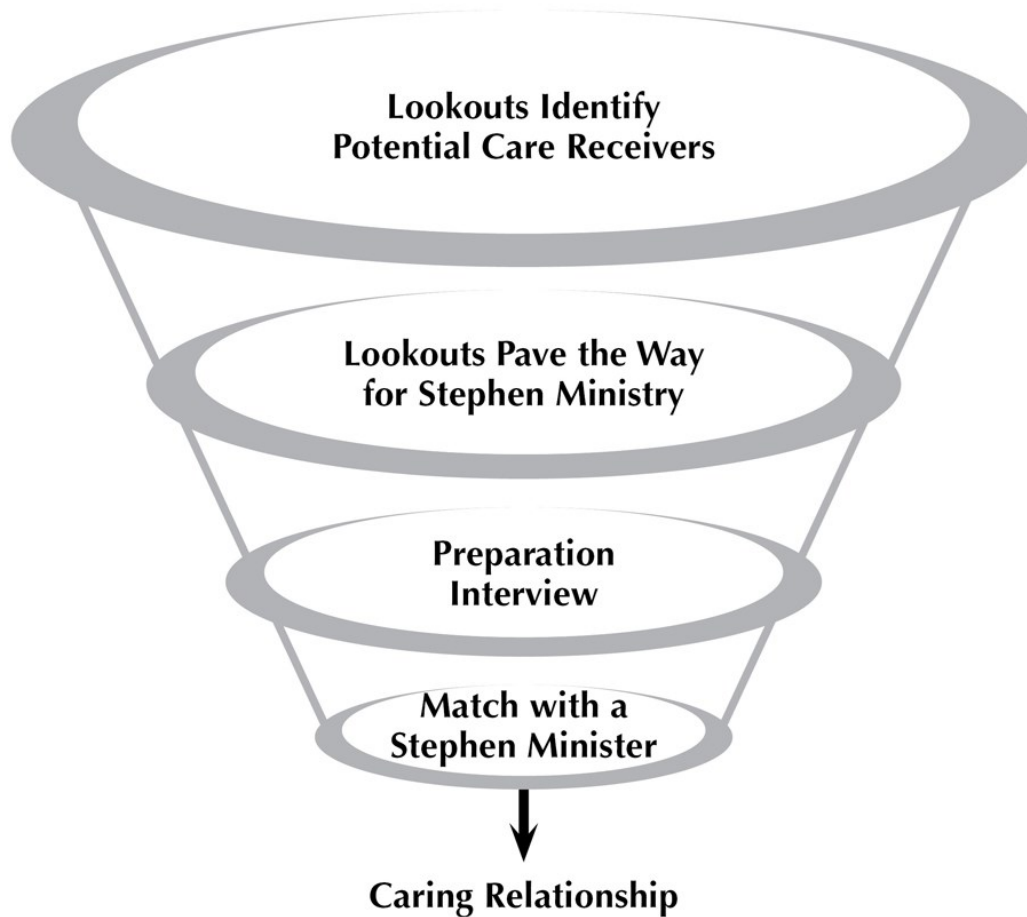 Lookouts Identify
Potential Care Receivers
Lookouts Pave the Way
for Stephen Ministry
Preparation
Interview
Match with a
Stephen Minister
Caring Relationship